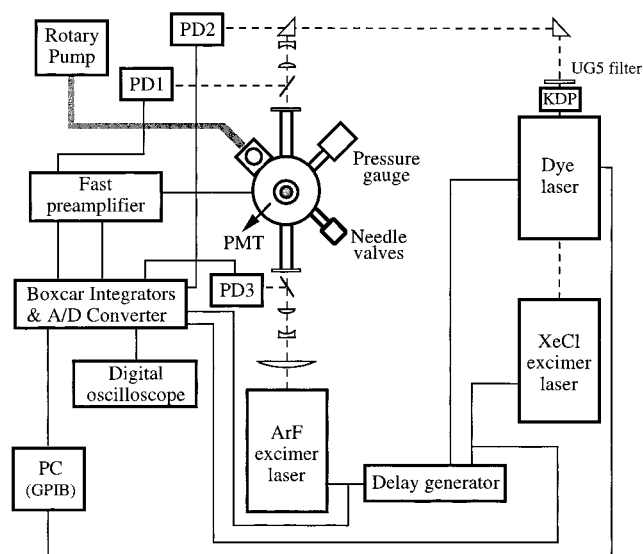 Rotary
Pump
PD2
PD1
UG5 filter
KDP
Pressure
gauge
Dye
laser
Fast
preamplifier
PMT
Needle
valves
PD3
Boxcar Integrators
& A/D Converter
XeCl
excimer
laser
Digital
oscilloscope
ArF
excimer
laser
PC
(GPIB)
Delay generator